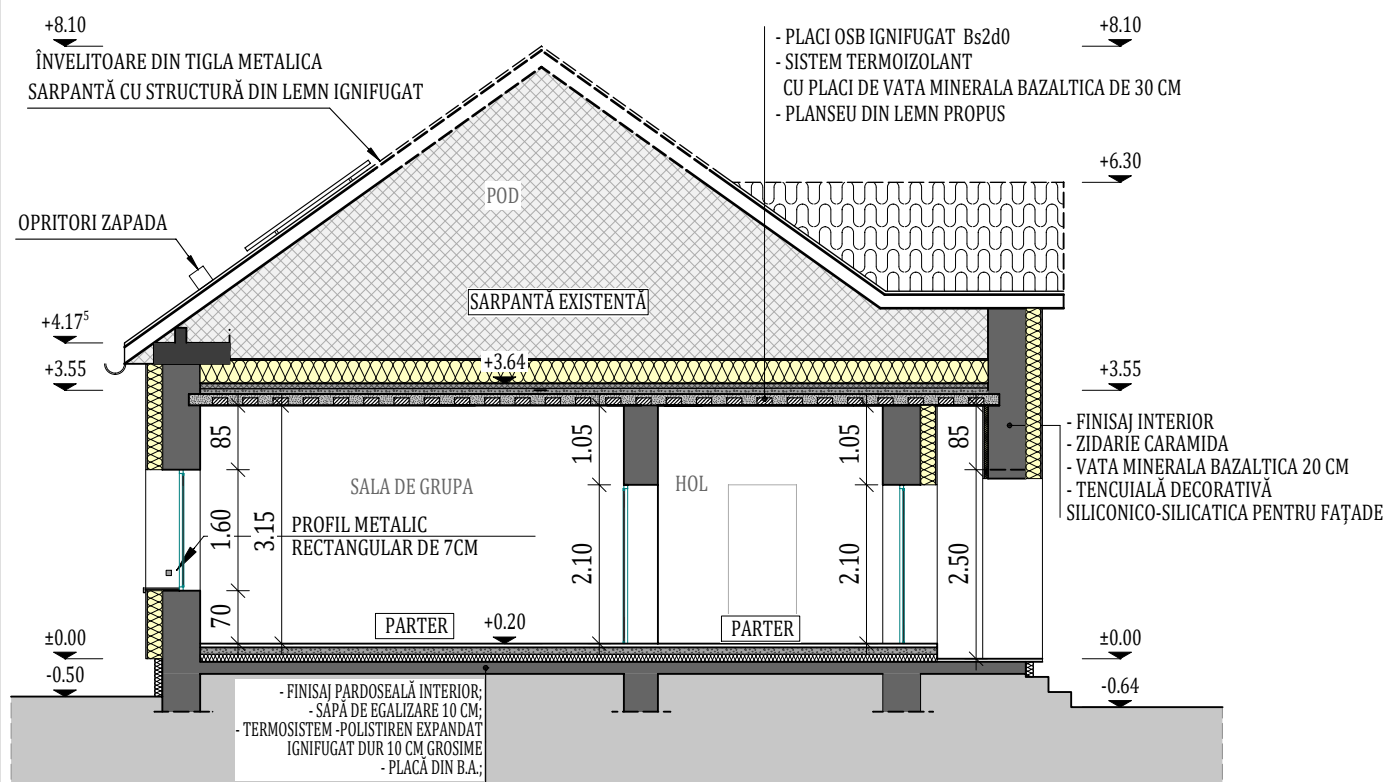 +8.10
ÎNVELITOARE DIN TIGLA METALICA
SARPANTĂ CU STRUCTURĂ DIN LEMN IGNIFUGAT
- PLACI OSB IGNIFUGAT Bs2d0
- SISTEM TERMOIZOLANT
CU PLACI DE VATA MINERALA BAZALTICA DE 30 CM
- PLANSEU DIN LEMN PROPUS
+8.10
+6.30
POD
OPRITORI ZAPADA
SARPANTĂ EXISTENTĂ
+4.17⁵
+3.55
+3.64
+3.55
85
1.05
1.05
85
- FINISAJ INTERIOR
- ZIDARIE CARAMIDA
- VATA MINERALA BAZALTICA 20 CM
- TENCUIALĂ DECORATIVĂ
SILICONICO-SILICATICA PENTRU FAȚADE
SALA DE GRUPA
HOL
PROFIL METALIC
RECTANGULAR DE 7CM
1.60
3.15
2.10
2.10
2.50
70
PARTER
+0.20
PARTER
±0.00
-0.50
±0.00
-0.64
- FINISAJ PARDOSEALĂ INTERIOR;
- SAPĂ DE EGALIZARE 10 CM;
- TERMOSISTEM -POLISTIREN EXPANDAT
IGNIFUGAT DUR 10 CM GROSIME
- PLACĂ DIN B.A.;